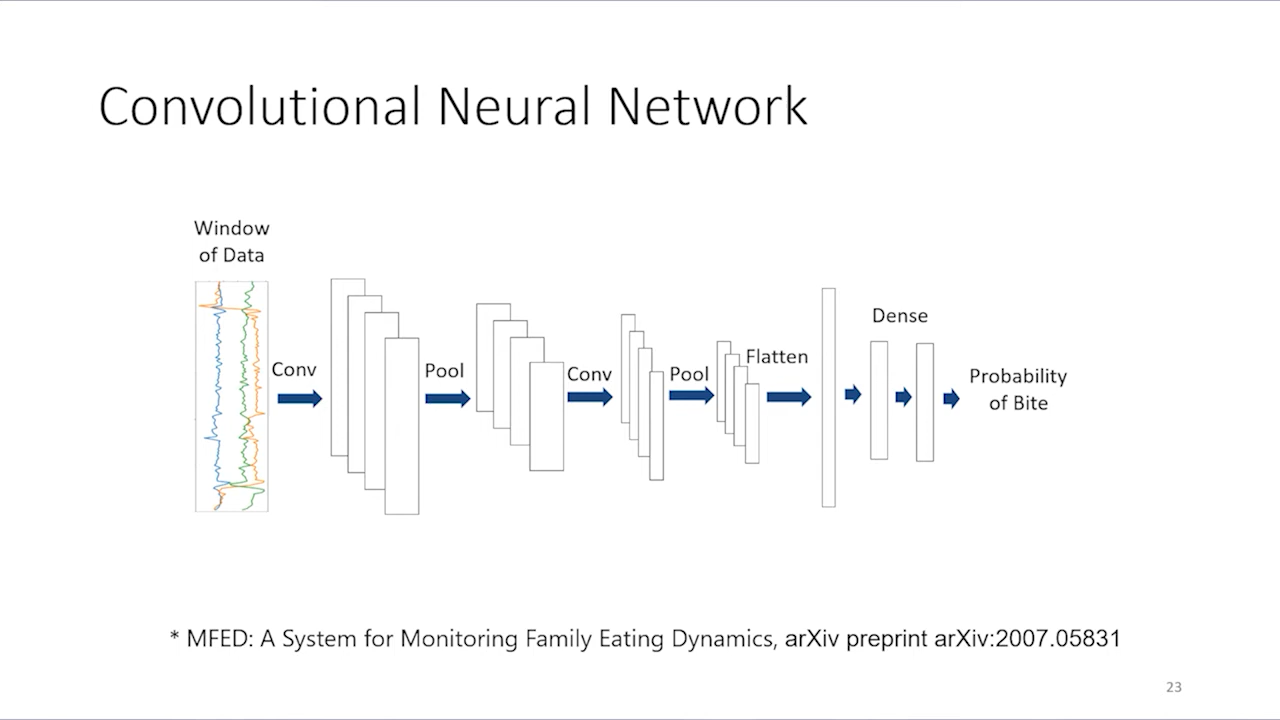 Convolutional Neural Network
Window
of Data
Conv
Pool
Conv
Pool
Flatten
Dense
Probability
of Bite
* MFED: A System for Monitoring Family Eating Dynamics, arXiv preprint arXiv:2007.05831
23